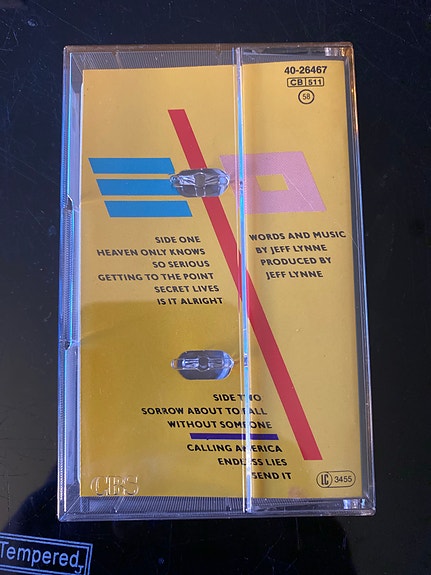 40-26467
CB 511
58
SIDE ONE
HEAVEN ONLY KNOWS
SO SERIOUS
GETTING TO THE POINT
SECRET LIVES
IS IT ALRIGHT
WORDS AND MUSIC
BY JEFF LYNNE
PRODUCED BY
JEFF LYNNE
SIDE TWO
SORROW ABOUT TO FALL
WITHOUT SOMEONE
CALLING AMERICA
ENDLESS LIES
SEND IT
CBS
LC 3455
Tempered